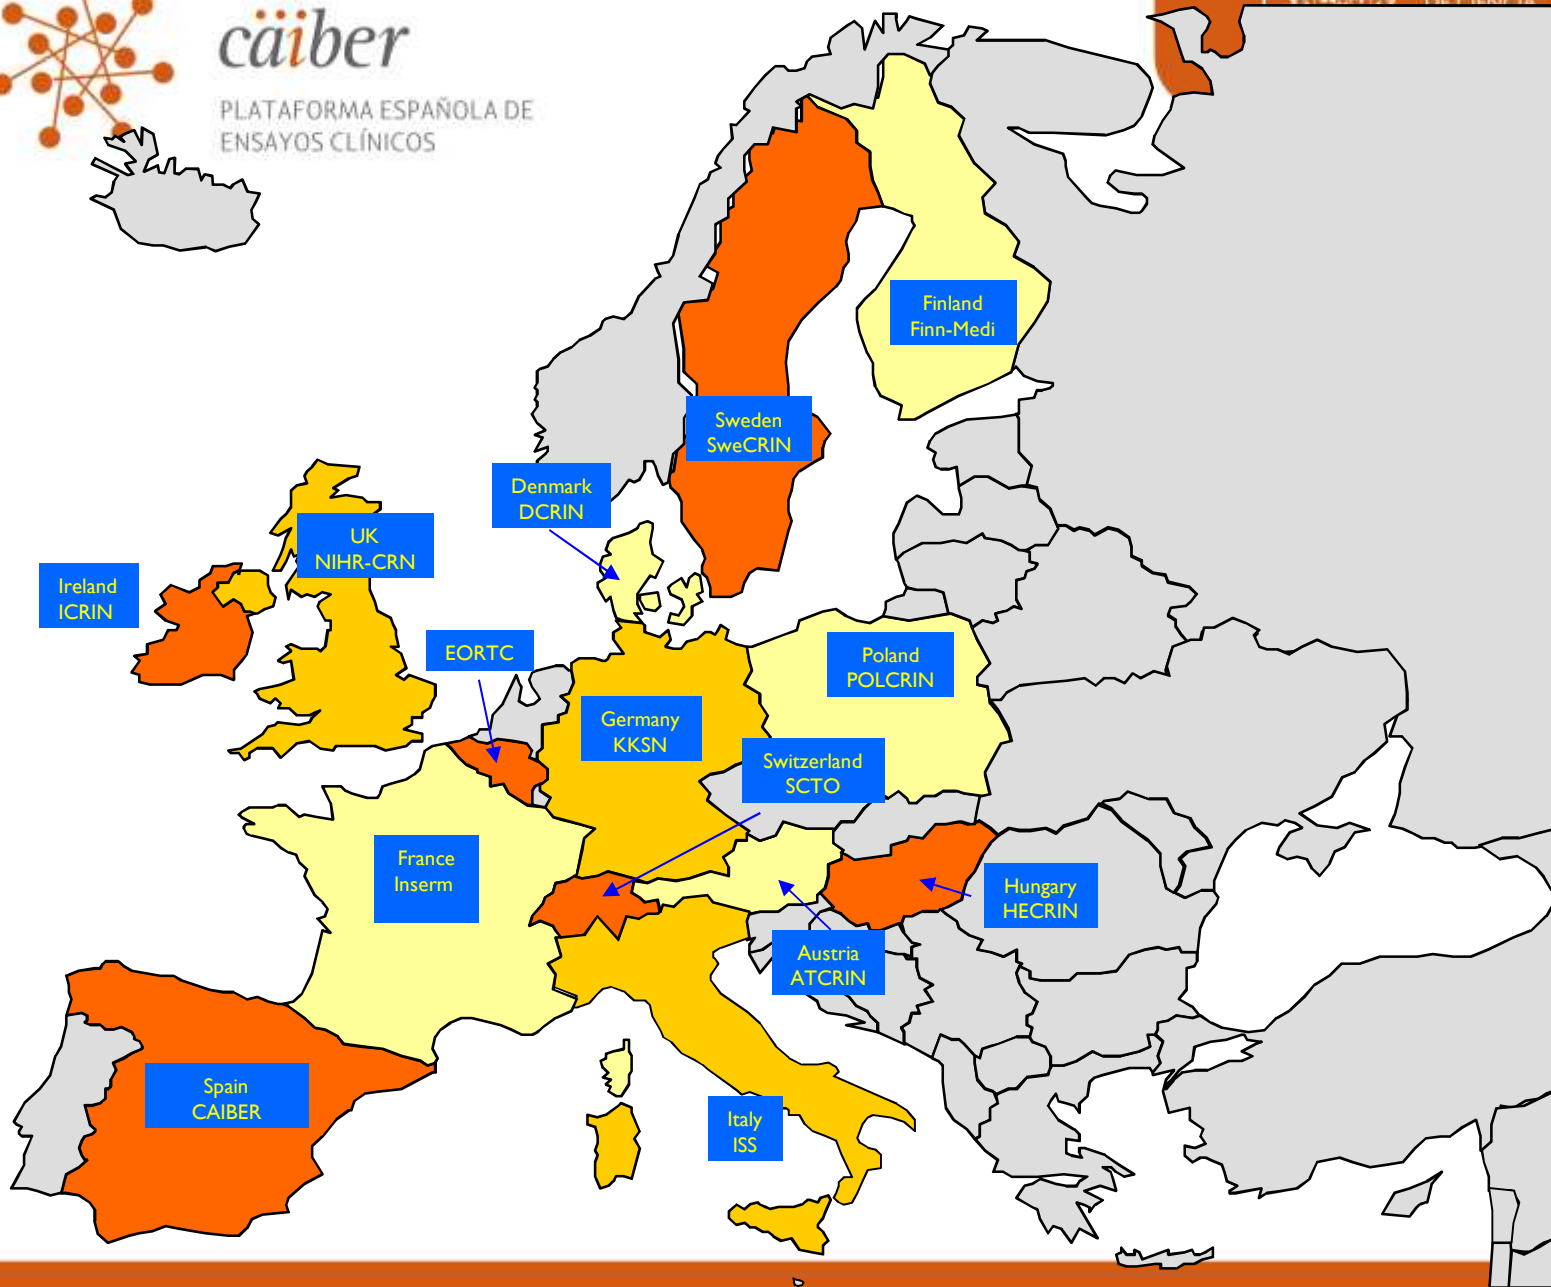 cäiber
PLATAFORMA ESPAÑOLA DE
ENSAYOS CLÍNICOS
Finland
Finn-Medi
Sweden
SweCRIN
Denmark
DCRIN
UK
NIHR-CRN
Ireland
ICRIN
EORTC
Poland
POLCRIN
Germany
KKSN
Switzerland
SCTO
France
Inserm
Hungary
HECRIN
Austria
ATCRIN
Spain
CAIBER
Italy
ISS